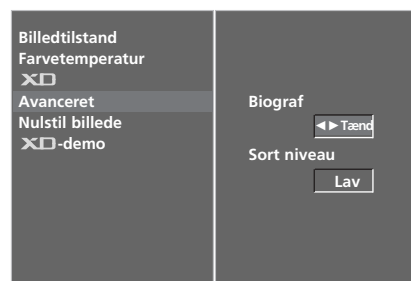 Billedtilstand
Farvetemperatur
XD
Avanceret
Nulstil billede
XD-demo
Biograf
◄► Tænd
Sort niveau
Lav